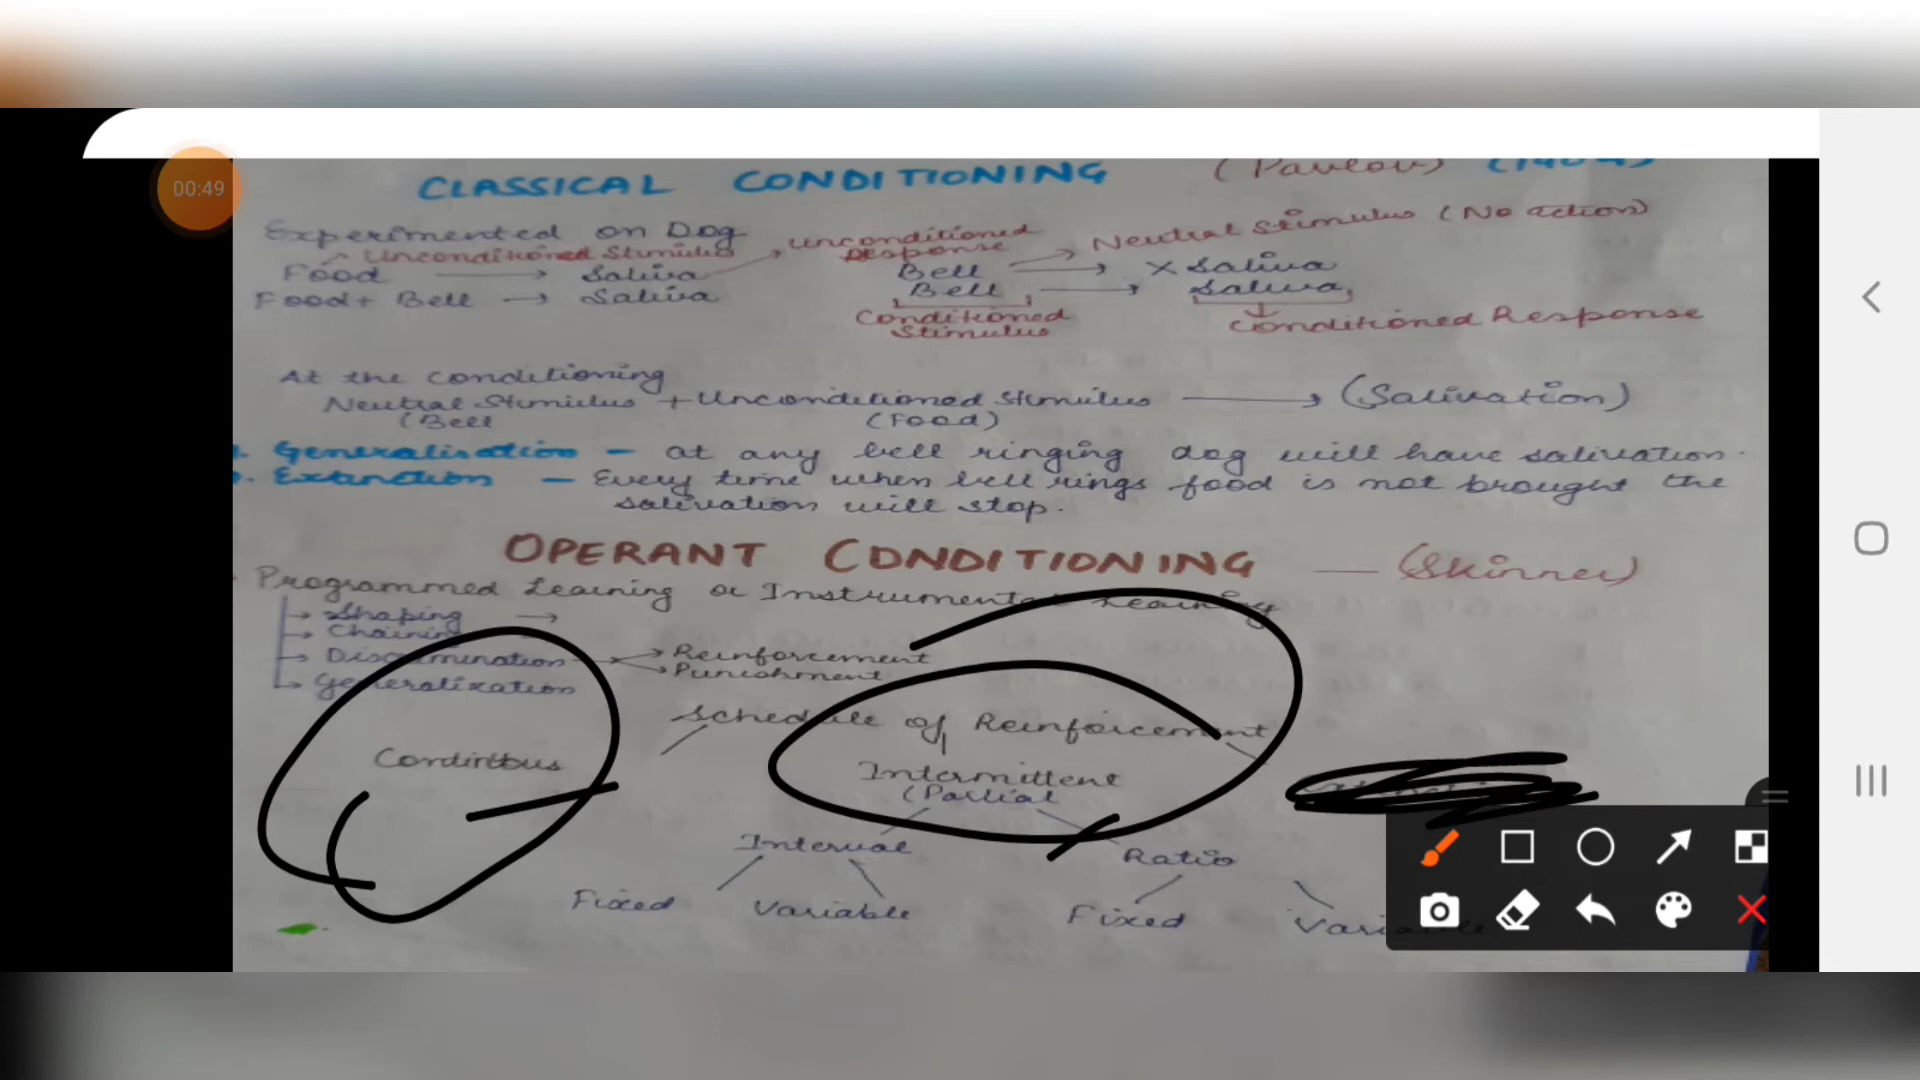 00:49
CLASSICAL CONDITIONING (Pavlov)
Experimented on Dog
Unconditioned Stimulus
Unconditioned Response
Neutral Stimulus (No action)
Food → Saliva
Bell → X Saliva
Food + Bell → Saliva
Bell → Saliva
Conditioned Stimulus
Conditioned Response
At the conditioning
Neutral Stimulus + Unconditioned Stimulus → (Salivation)
(Bell (Food)
Generalisation - at any bell ringing dog will have salivation.
Extinction - Every time when bell rings food is not brought the
salivation will stop.
OPERANT CONDITIONING - (Skinner)
Programmed Learning or Instrumental Learning
→ Shaping →
→ Chaining
→ Discrimination → Reinforcement
→ Punishment
→ Generalization
Schedule of Reinforcement
Intermittent
(Partial
Interval Ratio
Fixed Variable Fixed